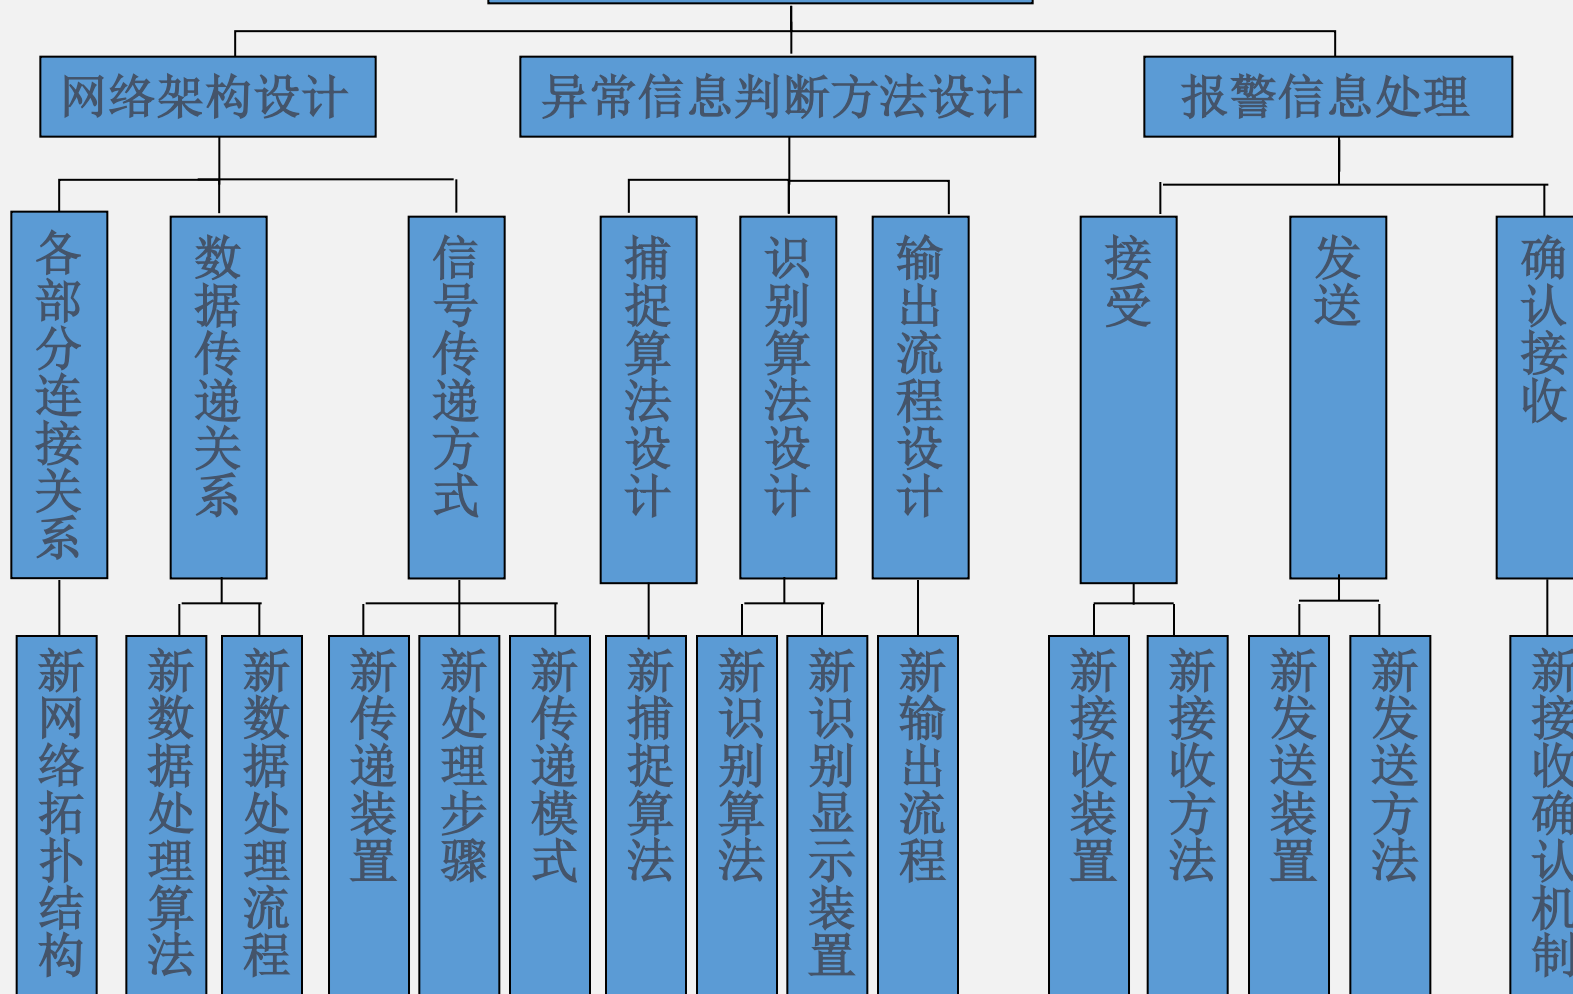 网络架构设计
异常信息判断方法设计
报警信息处理
各部分连接关系
数据传递关系
信号传递方式
捕捉算法设计
识别算法设计
输出流程设计
接受
发送
确认接收
新网络拓扑结构
新数据处理算法
新数据处理流程
新传递装置
新处理步骤
新传递模式
新捕捉算法
新识别算法
新识别显示装置
新输出流程
新接收装置
新接收方法
新发送装置
新发送方法
新接收确认机制